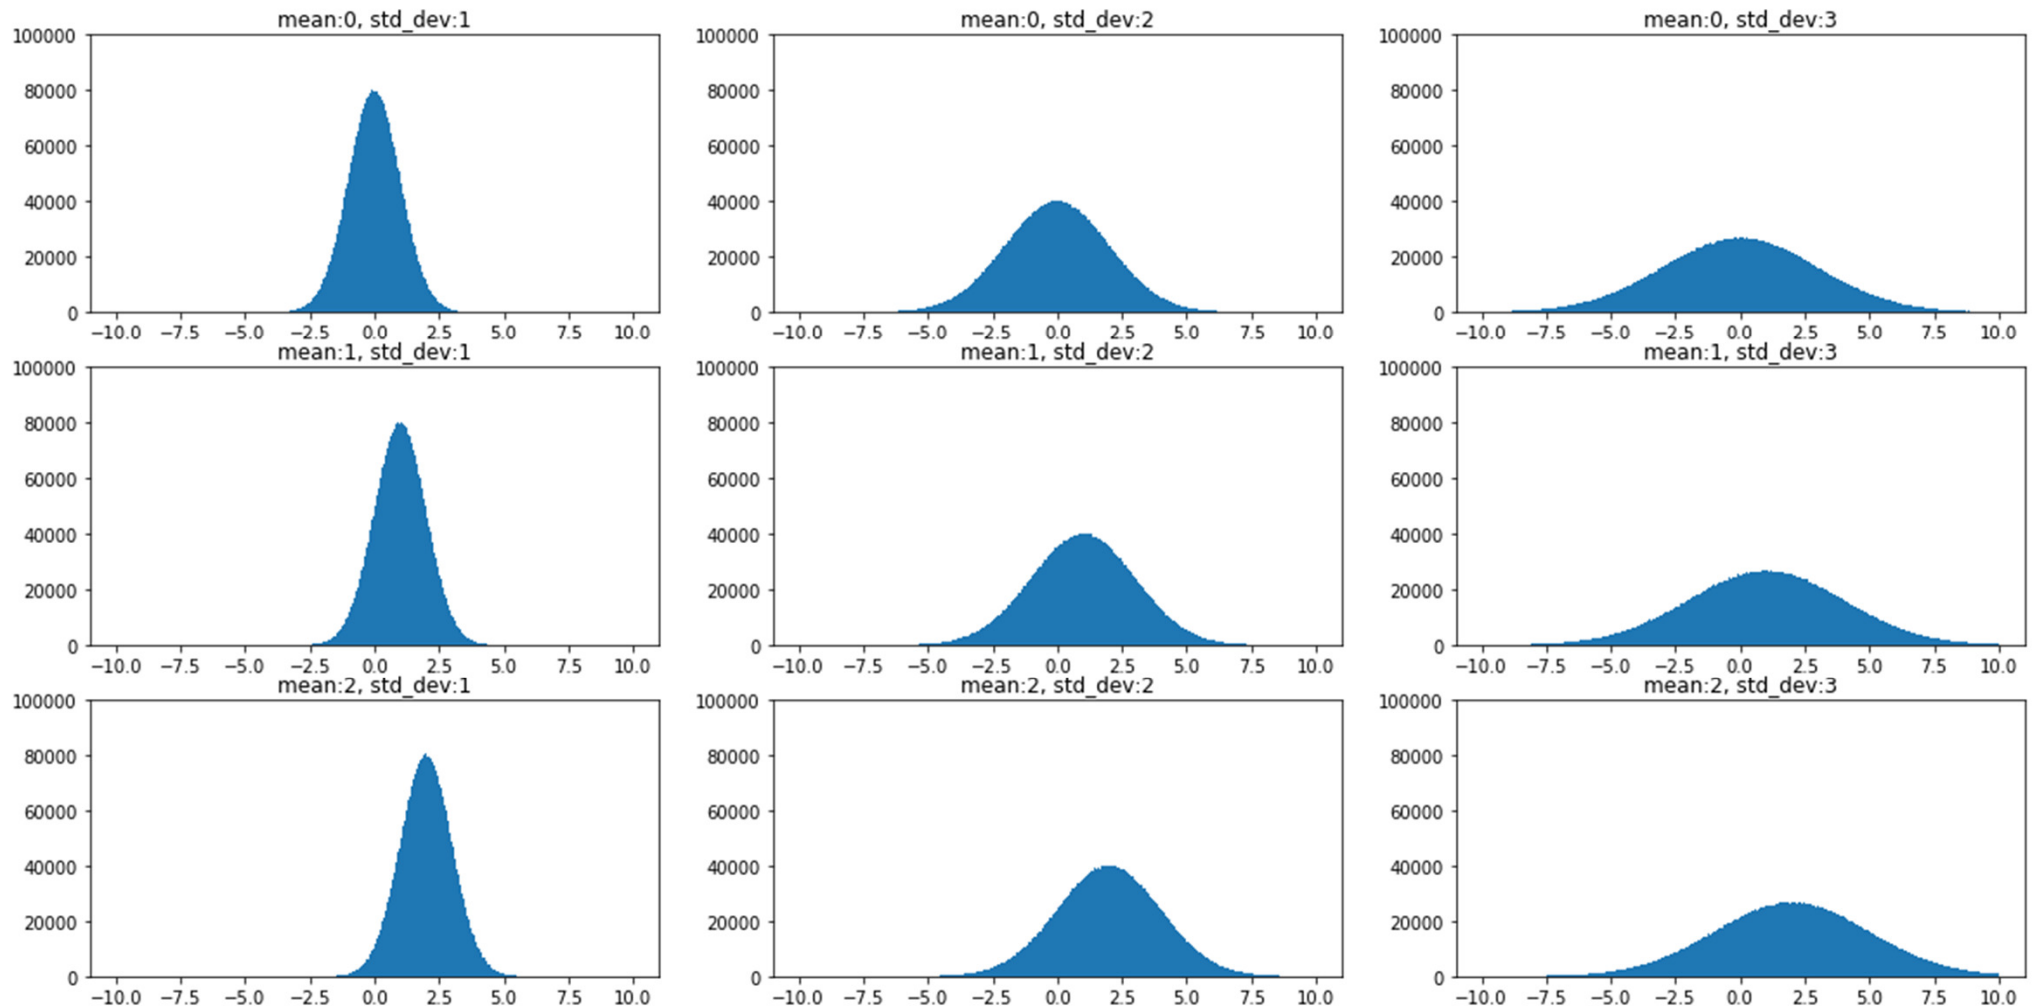 mean:0, std_dev:1 mean:0, std_dev:2 mean:0, std_dev:3
100000 100000 100000
80000 80000 80000
60000 60000 60000
40000 40000 40000
20000 20000 20000
0 0 0
−10.0 −7.5 −5.0 −2.5 0.0 2.5 5.0 7.5 10.0 −10.0 −7.5 −5.0 −2.5 0.0 2.5 5.0 7.5 10.0 −10.0 −7.5 −5.0 −2.5 0.0 2.5 5.0 7.5 10.0
mean:1, std_dev:1 mean:1, std_dev:2 mean:1, std_dev:3
100000 100000 100000
80000 80000 80000
60000 60000 60000
40000 40000 40000
20000 20000 20000
0 0 0
−10.0 −7.5 −5.0 −2.5 0.0 2.5 5.0 7.5 10.0 −10.0 −7.5 −5.0 −2.5 0.0 2.5 5.0 7.5 10.0 −10.0 −7.5 −5.0 −2.5 0.0 2.5 5.0 7.5 10.0
mean:2, std_dev:1 mean:2, std_dev:2 mean:2, std_dev:3
100000 100000 100000
80000 80000 80000
60000 60000 60000
40000 40000 40000
20000 20000 20000
0 0 0
−10.0 −7.5 −5.0 −2.5 0.0 2.5 5.0 7.5 10.0 −10.0 −7.5 −5.0 −2.5 0.0 2.5 5.0 7.5 10.0 −10.0 −7.5 −5.0 −2.5 0.0 2.5 5.0 7.5 10.0